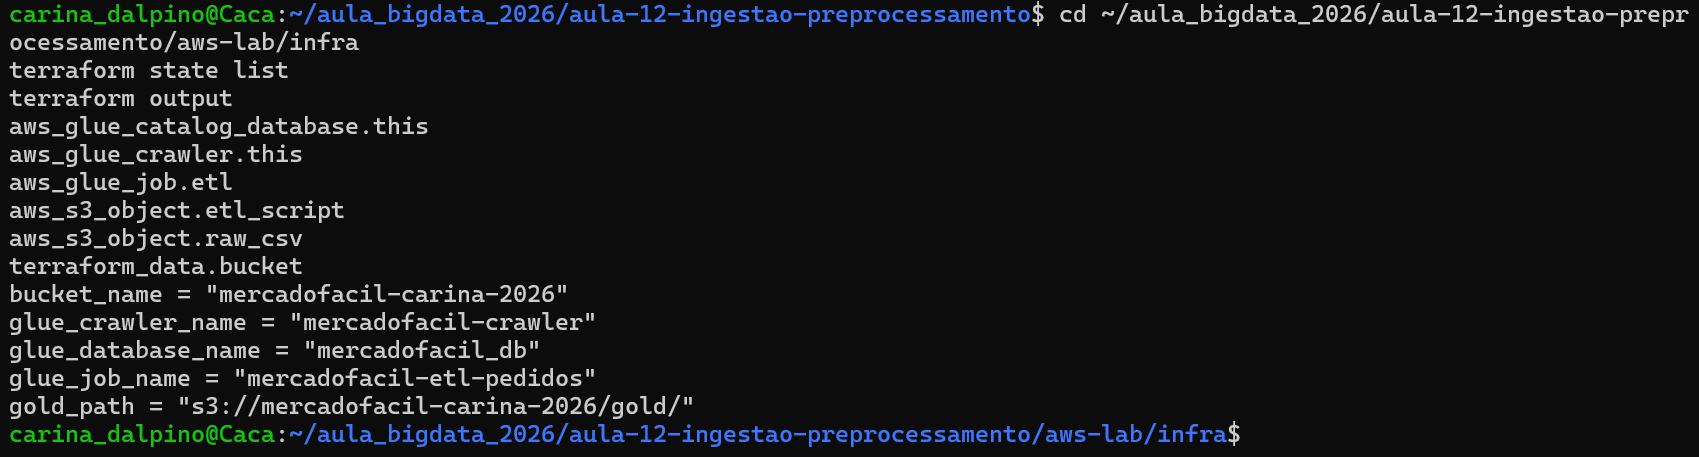 carina_dalpino@Caca:~/aula_bigdata_2026/aula-12-ingestao-preprocessamento$ cd ~/aula_bigdata_2026/aula-12-ingestao-prepr
ocessamento/aws-lab/infra
terraform state list
terraform output
aws_glue_catalog_database.this
aws_glue_crawler.this
aws_glue_job.etl
aws_s3_object.etl_script
aws_s3_object.raw_csv
terraform_data.bucket
bucket_name = "mercadofacil-carina-2026"
glue_crawler_name = "mercadofacil-crawler"
glue_database_name = "mercadofacil_db"
glue_job_name = "mercadofacil-etl-pedidos"
gold_path = "s3://mercadofacil-carina-2026/gold/"
carina_dalpino@Caca:~/aula_bigdata_2026/aula-12-ingestao-preprocessamento/aws-lab/infra$